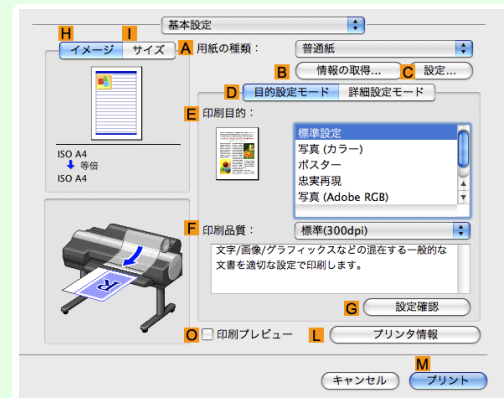 基本設定
H I
イメージ サイズ
A 用紙の種類： 普通紙
B 情報の取得... C 設定...
D 目的設定モード 詳細設定モード
E 印刷目的：
標準設定
写真 (カラー)
ポスター
忠実再現
写真 (Adobe RGB)
ISO A4
等倍
ISO A4
F 印刷品質： 標準(300dpi)
文字/画像/グラフィックスなどの混在する一般的な
文書を適切な設定で印刷します。
G 設定確認
O 印刷プレビュー L プリンタ情報
M
キャンセル プリント